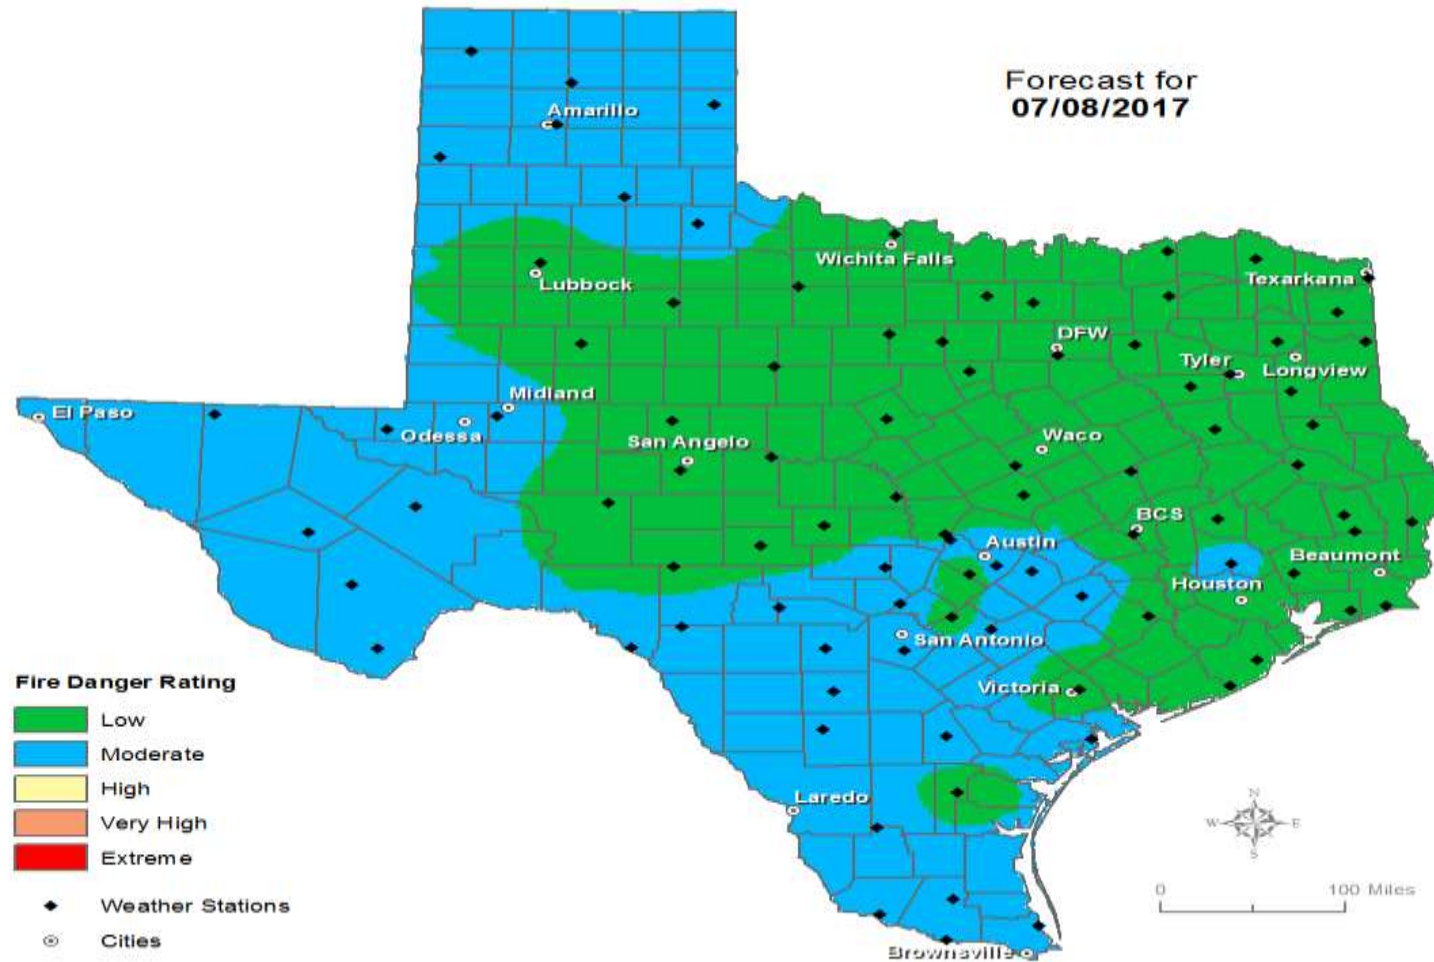 Forecast for
07/08/2017
Amarillo
Wichita Falls
Lubbock
Texarkana
DFW
Tyler
Longview
Midland
El Paso
Odessa
San Angelo
Waco
BCS
Austin
Beaumont
Houston
San Antonio
Victoria
Laredo
Brownsville
Fire Danger Rating
Low
Moderate
High
Very High
Extreme
Weather Stations
Cities
N
W E
S
0 100 Miles